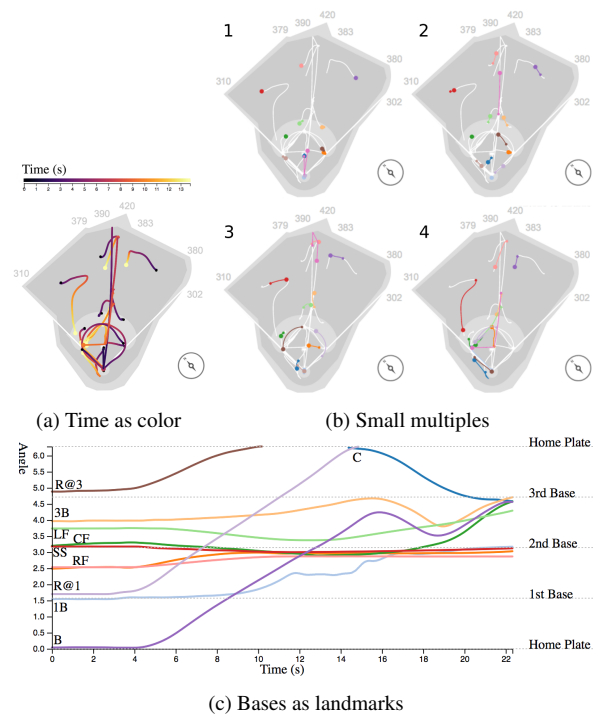 1
420
390
379
383
380
310
302
2
420
390
379
383
380
310
302
Time (s)
0 1 2 3 4 5 6 7 8 9 10 11 12 13
420
390
379
383
380
310
302
3
420
390
379
383
380
310
302
4
420
390
379
383
380
310
302
(a) Time as color
(b) Small multiples
Angle
6.0
5.5
5.0
4.5
4.0
3.5
3.0
2.5
2.0
1.5
1.0
0.5
0.0
R@3
3B
LF
CF
SS
RF
R@1
1B
B
C
Home Plate
3rd Base
2nd Base
1st Base
Home Plate
0 2 4 6 8 10 12 14 16 18 20 22
Time (s)
(c) Bases as landmarks